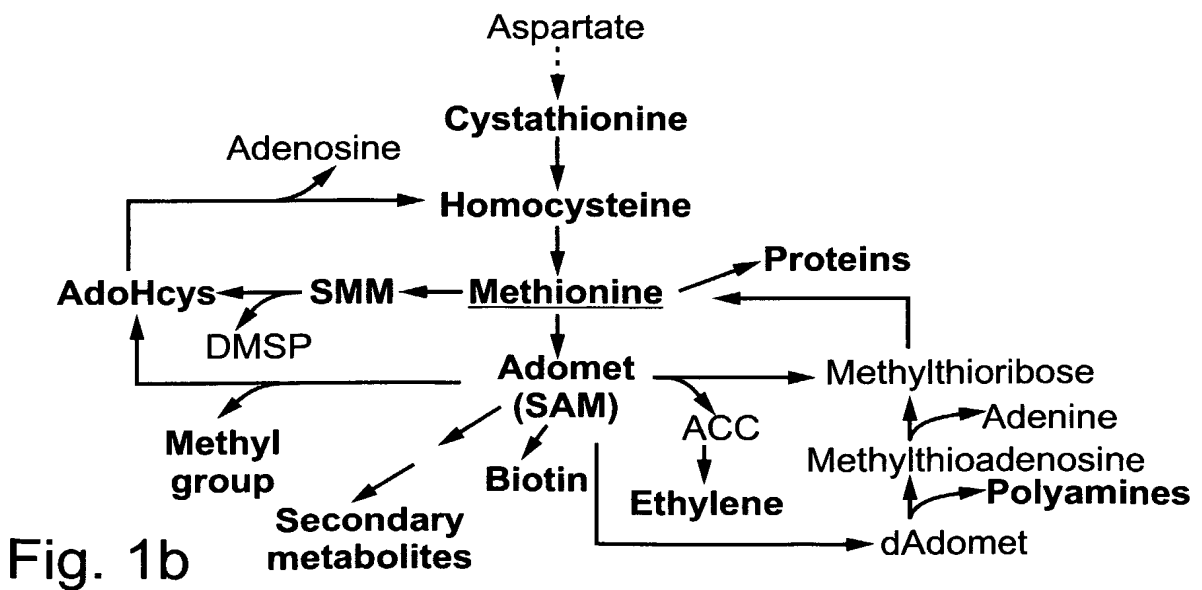 Aspartate
Cystathionine
Adenosine
Homocysteine
Proteins
AdoHcys
SMM
Methionine
DMSP
Adomet
(SAM)
Methylthioribose
Methyl
group
ACC
Adenine
Methylthioadenosine
Biotin
Ethylene
Polyamines
Secondary
metabolites
dAdomet
Fig. 1b